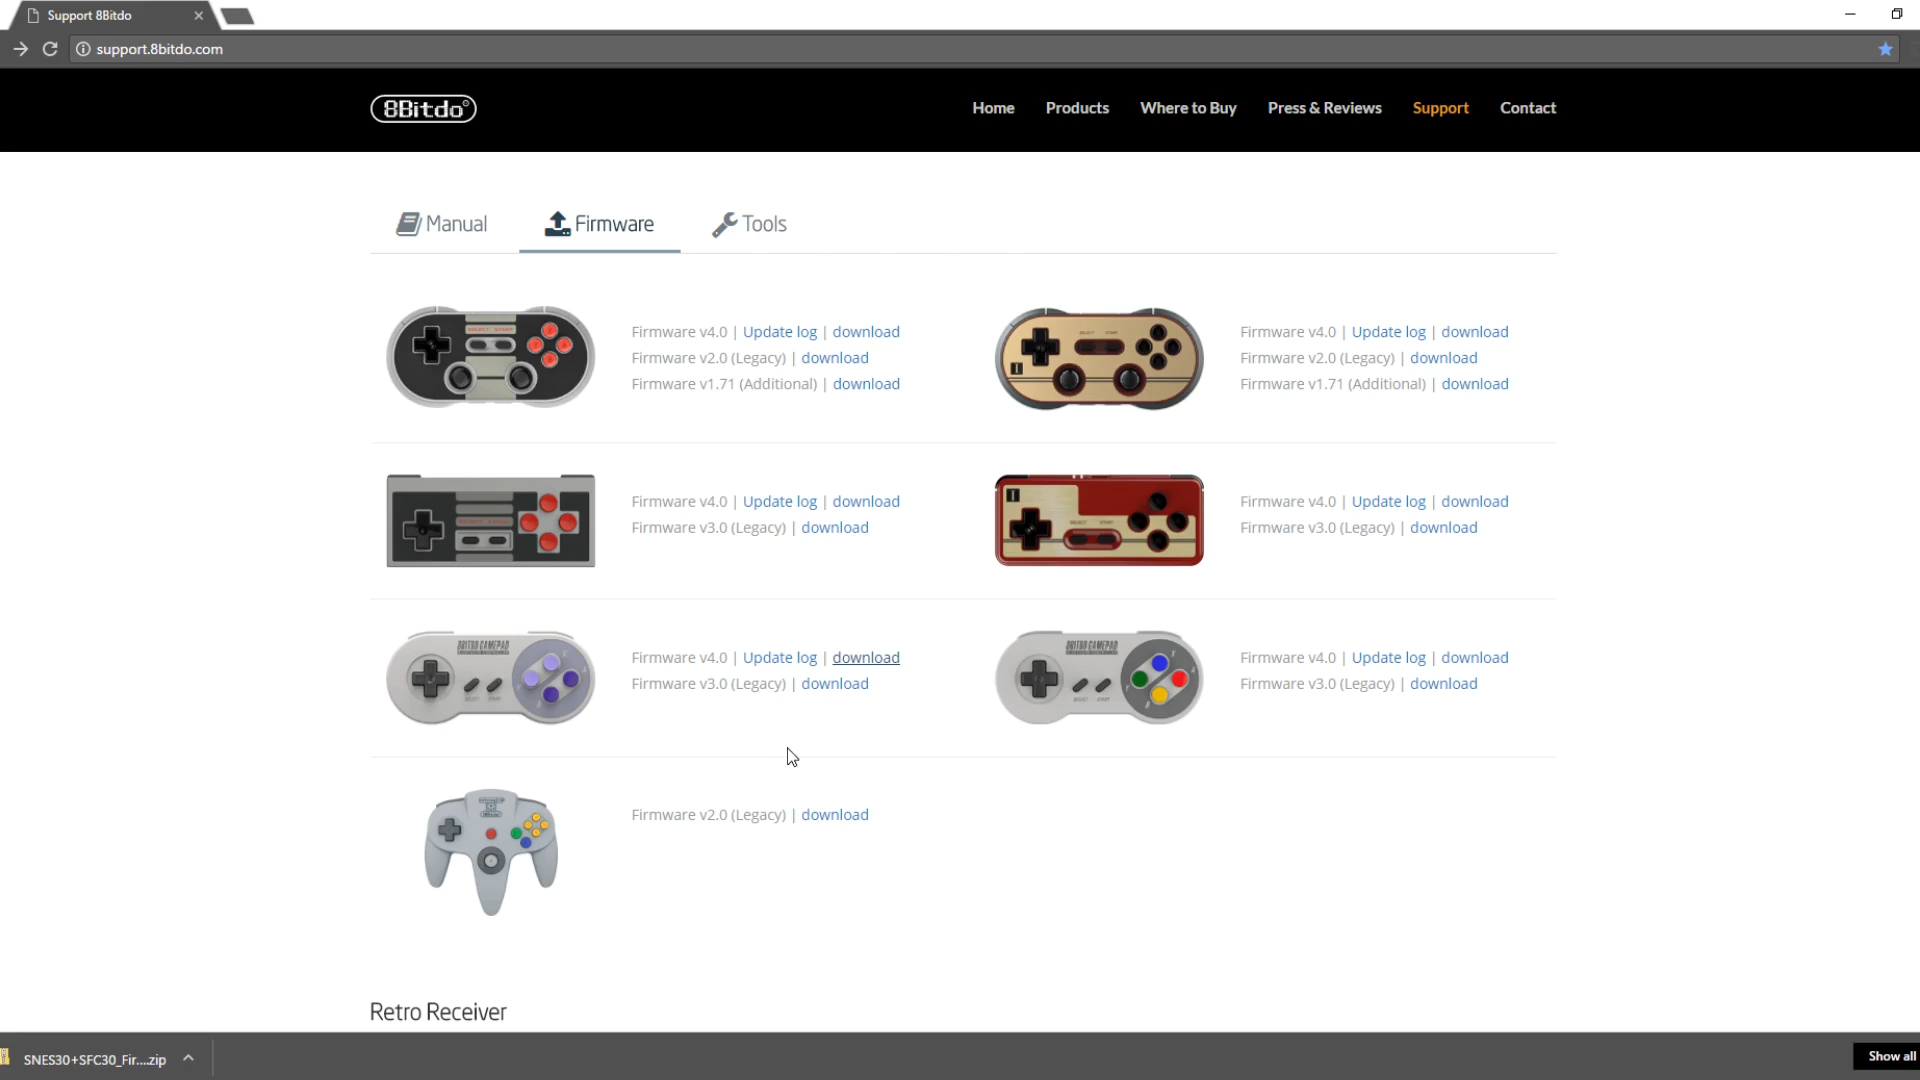 Support 8Bitdo
support.8bitdo.com
8Bitdo®
Home Products Where to Buy Press & Reviews Support Contact
Manual Firmware Tools
Firmware v4.0 | Update log | download
Firmware v2.0 (Legacy) | download
Firmware v1.71 (Additional) | download
Firmware v4.0 | Update log | download
Firmware v2.0 (Legacy) | download
Firmware v1.71 (Additional) | download
Firmware v4.0 | Update log | download
Firmware v3.0 (Legacy) | download
Firmware v4.0 | Update log | download
Firmware v3.0 (Legacy) | download
8BITDO GAMEPAD
Firmware v4.0 | Update log | download
Firmware v3.0 (Legacy) | download
8BITDO GAMEPAD
Firmware v4.0 | Update log | download
Firmware v3.0 (Legacy) | download
Firmware v2.0 (Legacy) | download
Retro Receiver
SNES30+SFC30_Fir....zip
Show all